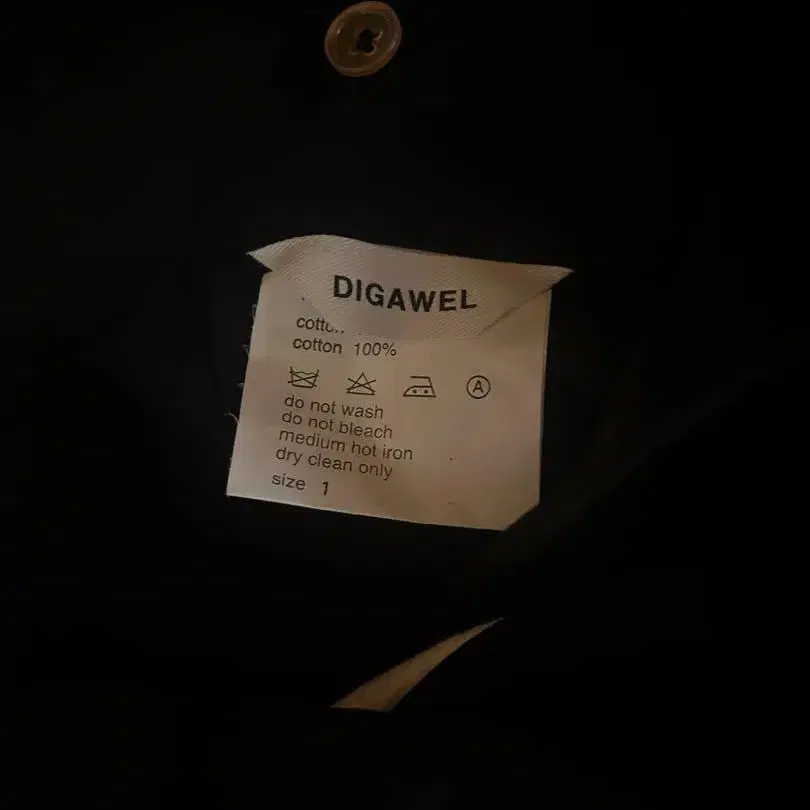 DIGAWEL
cotton 100%
A
do not wash
do not bleach
medium hot iron
dry clean only
size 1